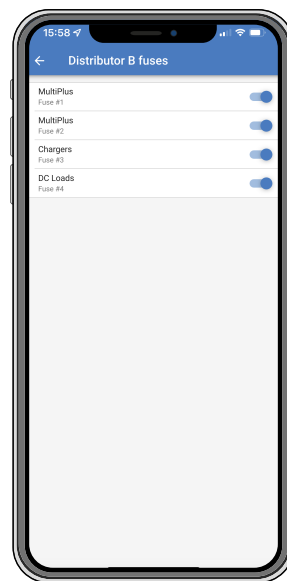 15:58
Distributor B fuses
MultiPlus
Fuse #1
MultiPlus
Fuse #2
Chargers
Fuse #3
DC Loads
Fuse #4